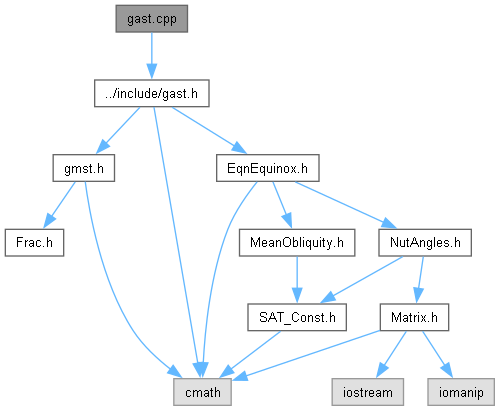 gast.cpp
../include/gast.h
gmst.h
EqnEquinox.h
Frac.h
MeanObliquity.h
NutAngles.h
SAT_Const.h
Matrix.h
cmath
iostream
iomanip